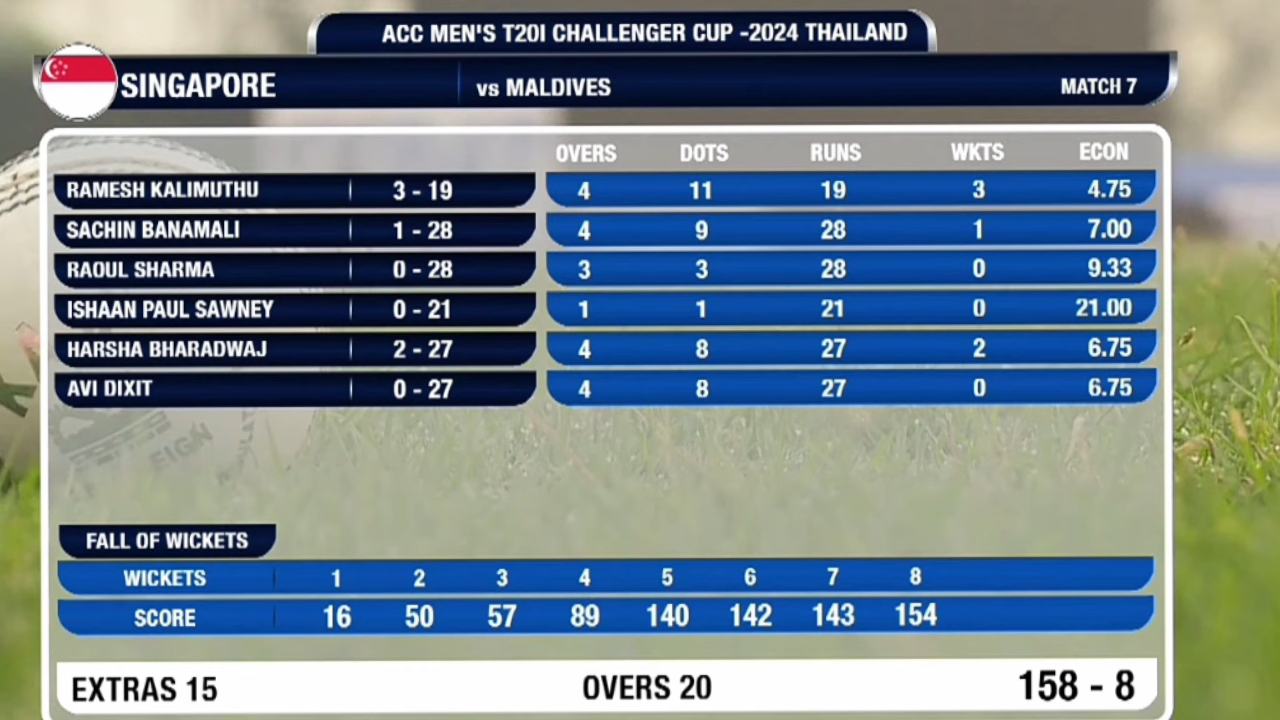 ACC MEN'S T20I CHALLENGER CUP -2024 THAILAND
SINGAPORE vs MALDIVES MATCH 7
OVERS DOTS RUNS WKTS ECON
RAMESH KALIMUTHU 3 - 19 4 11 19 3 4.75
SACHIN BANAMALI 1 - 28 4 9 28 1 7.00
RAOUL SHARMA 0 - 28 3 3 28 0 9.33
ISHAAN PAUL SAWNEY 0 - 21 1 1 21 0 21.00
HARSHA BHARADWAJ 2 - 27 4 8 27 2 6.75
AVI DIXIT 0 - 27 4 8 27 0 6.75
EIGN
FALL OF WICKETS
WICKETS 1 2 3 4 5 6 7 8
SCORE 16 50 57 89 140 142 143 154
EXTRAS 15 OVERS 20 158 - 8